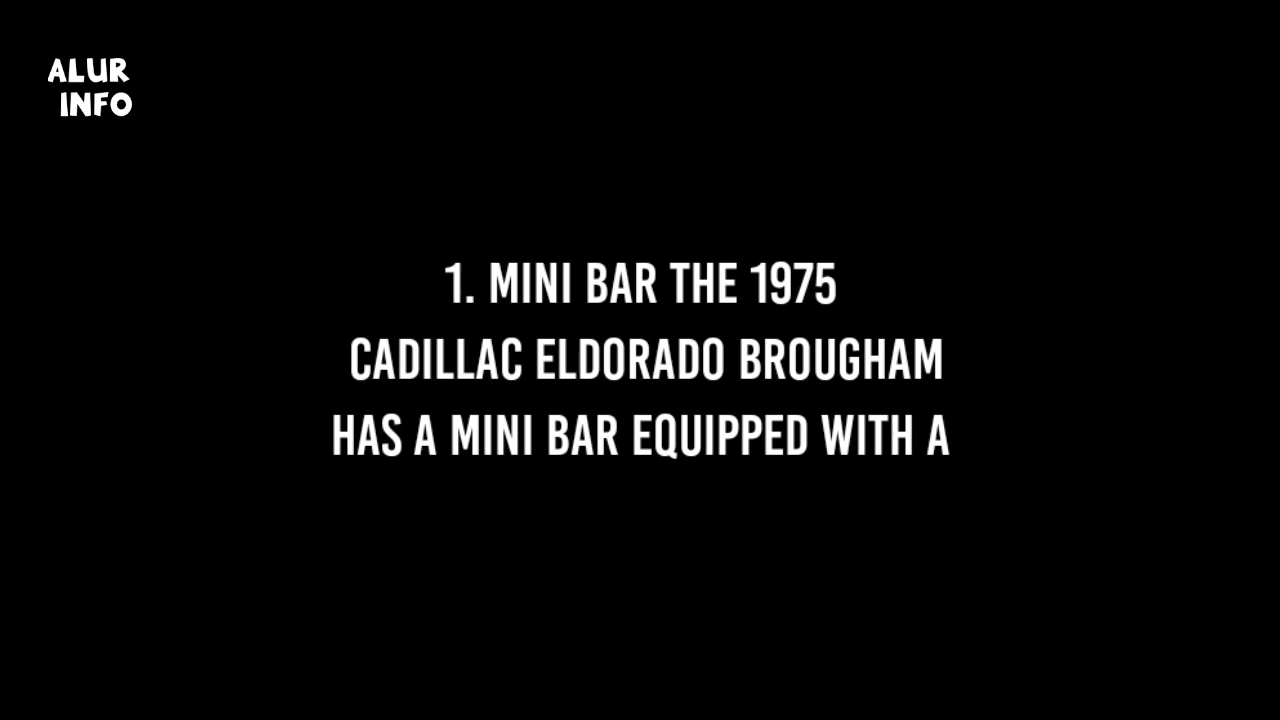 ALUR
INFO
1. MINI BAR THE 1975
CADILLAC ELDORADO BROUGHAM
HAS A MINI BAR EQUIPPED WITH A